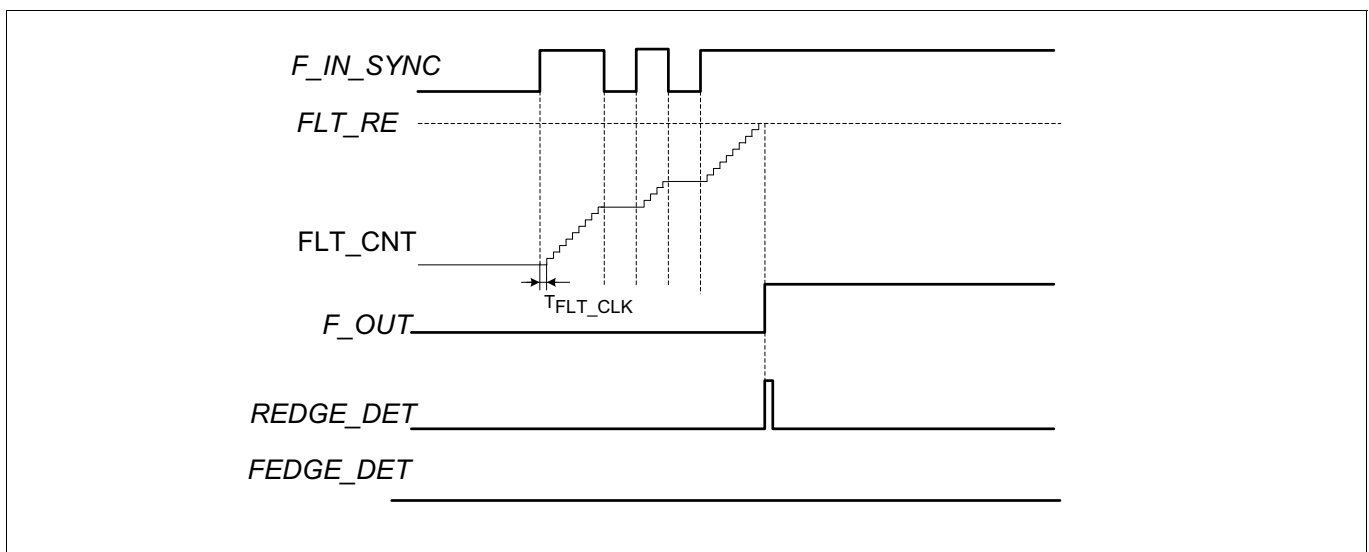 F_IN_SYNC
FLT_RE
FLT_CNT
TFLT_CLK
F_OUT
REDGE_DET
FEDGE_DET